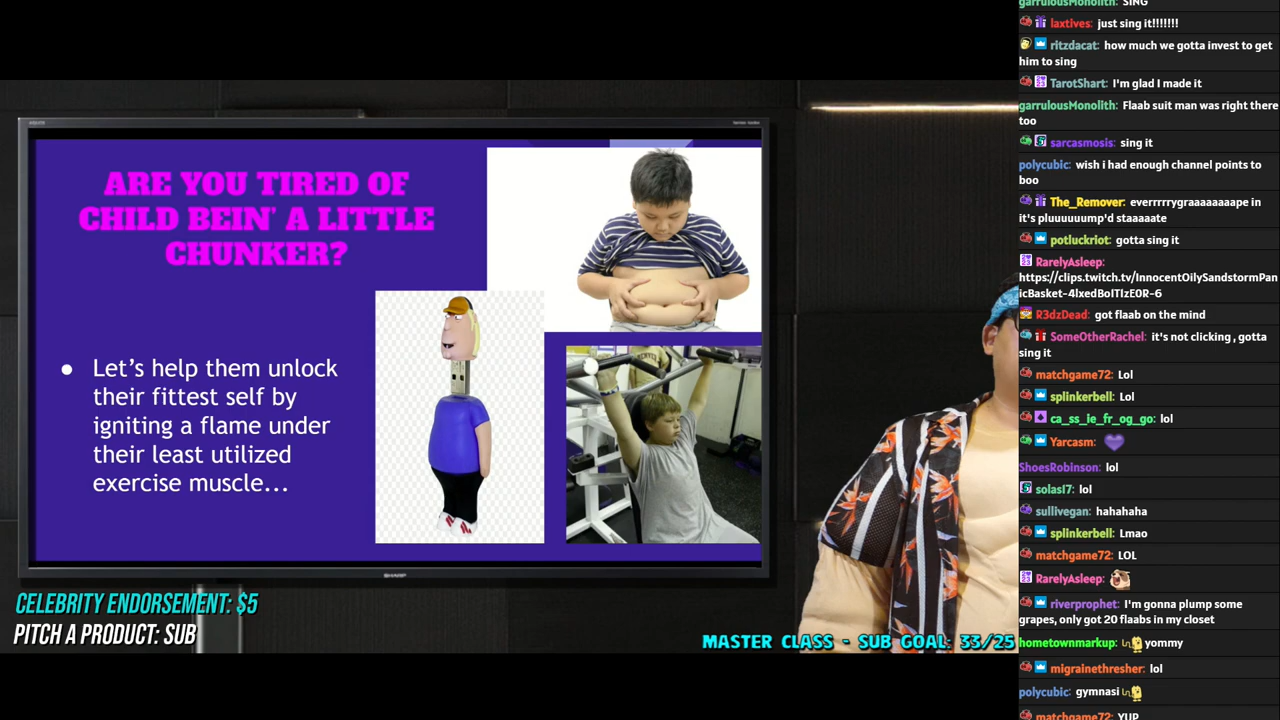 ARE YOU TIRED OF
CHILD BEIN' A LITTLE
CHUNKER?
● Let's help them unlock
their fittest self by
igniting a flame under
their least utilized
exercise muscle...
SHARP
CELEBRITY ENDORSEMENT: $5
PITCH A PRODUCT: SUB
MASTER CLASS - SUB GOAL: 33/25
garrulousMonolith: SING
laxtives: just sing it!!!!!!!
ritzdacat: how much we gotta invest to get
him to sing
TarotShart: I'm glad I made it
garrulousMonolith: Flaab suit man was right there
too
sarcasmosis: sing it
polycubic: wish i had enough channel points to
boo
The_Remover: everrrrrygraaaaaaaape in
it's pluuuuump'd staaaaate
potluckriot: gotta sing it
RarelyAsleep:
https://clips.twitch.tv/InnocentOilySandstormPan
icBasket-4IxedBoITIzEOR-6
R3dzDead: got flaab on the mind
SomeOtherRachel: it's not clicking , gotta
sing it
matchgame72: Lol
splinkerbell: Lol
ca_ss_ie_fr_og_go: lol
Yarcasm:
ShoesRobinson: lol
solasi7: lol
sullivegan: hahahaha
splinkerbell: Lmao
matchgame72: LOL
RarelyAsleep:
riverprophet: I'm gonna plump some
grapes, only got 20 flaabs in my closet
hometownmarkup: yommy
migrainethresher: lol
polycubic: gymnasi
matchgame72: YUP